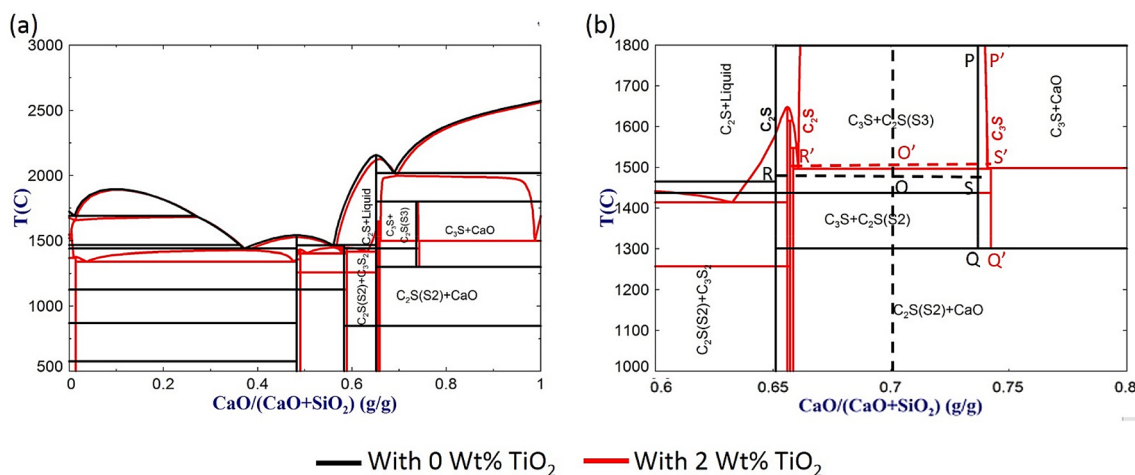 (a)
3000
2500
2000
1500
1000
500
T(C)
C₂S+Liquid
C₃S+
C₂S(S3)
C₃S+CaO
C₂S(S2)+C₃S₂
C₂S(S2)+CaO
0
0.2
0.4
0.6
0.8
1
CaO/(CaO+SiO₂) (g/g)
(b)
1800
1700
1600
1500
1400
1300
1200
1100
1000
T(C)
C₂S+Liquid
C₂S
C₂S
C₃S+C₂S(S3)
P
P’
C₃S
C₃S+CaO
R’
O’
S’
R
O
S
C₃S+C₂S(S2)
Q
Q’
C₂S(S2)+C₃S₂
C₂S(S2)+CaO
0.6
0.65
0.7
0.75
0.8
CaO/(CaO+SiO₂) (g/g)
With 0 Wt% TiO₂
With 2 Wt% TiO₂